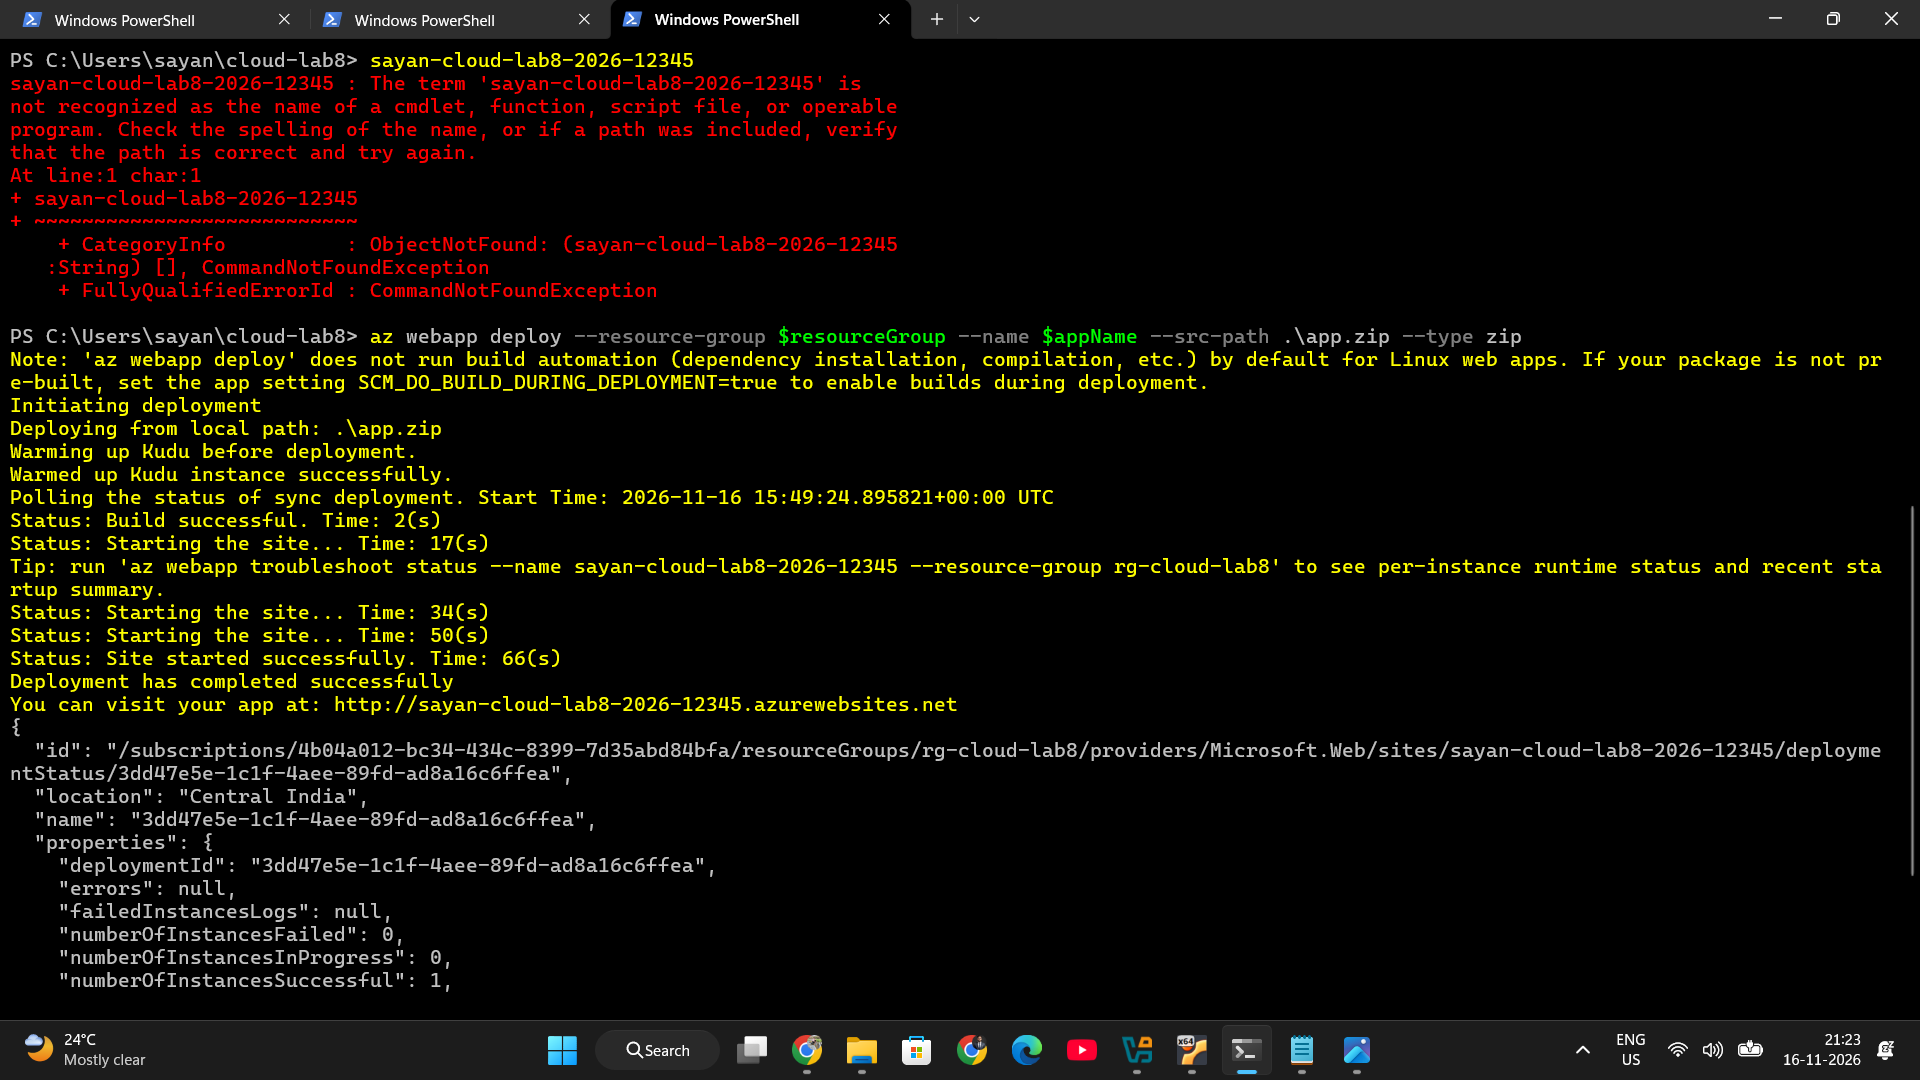 Windows PowerShell
Windows PowerShell
Windows PowerShell
PS C:\Users\sayan\cloud-lab8> sayan-cloud-lab8-2026-12345
sayan-cloud-lab8-2026-12345 : The term 'sayan-cloud-lab8-2026-12345' is
not recognized as the name of a cmdlet, function, script file, or operable
program. Check the spelling of the name, or if a path was included, verify
that the path is correct and try again.
At line:1 char:1
+ sayan-cloud-lab8-2026-12345
+ ~~~~~~~~~~~~~~~~~~~~~~~~~~~
    + CategoryInfo          : ObjectNotFound: (sayan-cloud-lab8-2026-12345
   :String) [], CommandNotFoundException
    + FullyQualifiedErrorId : CommandNotFoundException
PS C:\Users\sayan\cloud-lab8> az webapp deploy --resource-group $resourceGroup --name $appName --src-path .\app.zip --type zip
Note: 'az webapp deploy' does not run build automation (dependency installation, compilation, etc.) by default for Linux web apps. If your package is not pr
e-built, set the app setting SCM_DO_BUILD_DURING_DEPLOYMENT=true to enable builds during deployment.
Initiating deployment
Deploying from local path: .\app.zip
Warming up Kudu before deployment.
Warmed up Kudu instance successfully.
Polling the status of sync deployment. Start Time: 2026-11-16 15:49:24.895821+00:00 UTC
Status: Build successful. Time: 2(s)
Status: Starting the site... Time: 17(s)
Tip: run 'az webapp troubleshoot status --name sayan-cloud-lab8-2026-12345 --resource-group rg-cloud-lab8' to see per-instance runtime status and recent sta
rtup summary.
Status: Starting the site... Time: 34(s)
Status: Starting the site... Time: 50(s)
Status: Site started successfully. Time: 66(s)
Deployment has completed successfully
You can visit your app at: http://sayan-cloud-lab8-2026-12345.azurewebsites.net
{
  "id": "/subscriptions/4b04a012-bc34-434c-8399-7d35abd84bfa/resourceGroups/rg-cloud-lab8/providers/Microsoft.Web/sites/sayan-cloud-lab8-2026-12345/deployme
ntStatus/3dd47e5e-1c1f-4aee-89fd-ad8a16c6ffea",
  "location": "Central India",
  "name": "3dd47e5e-1c1f-4aee-89fd-ad8a16c6ffea",
  "properties": {
    "deploymentId": "3dd47e5e-1c1f-4aee-89fd-ad8a16c6ffea",
    "errors": null,
    "failedInstancesLogs": null,
    "numberOfInstancesFailed": 0,
    "numberOfInstancesInProgress": 0,
    "numberOfInstancesSuccessful": 1,
24°C
Mostly clear
Search
x64
ENG
US
21:23
16-11-2026